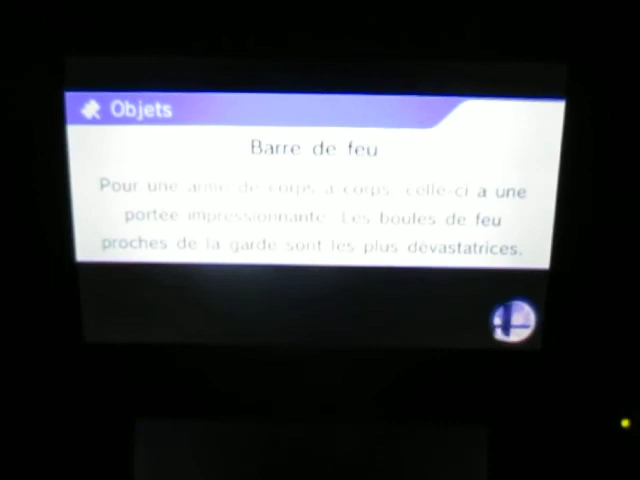 Objets
Barre de feu
Pour une arme de corps à corps, celle-ci a une
portée impressionnante. Les boules de feu
proches de la garde sont les plus dévastatrices.